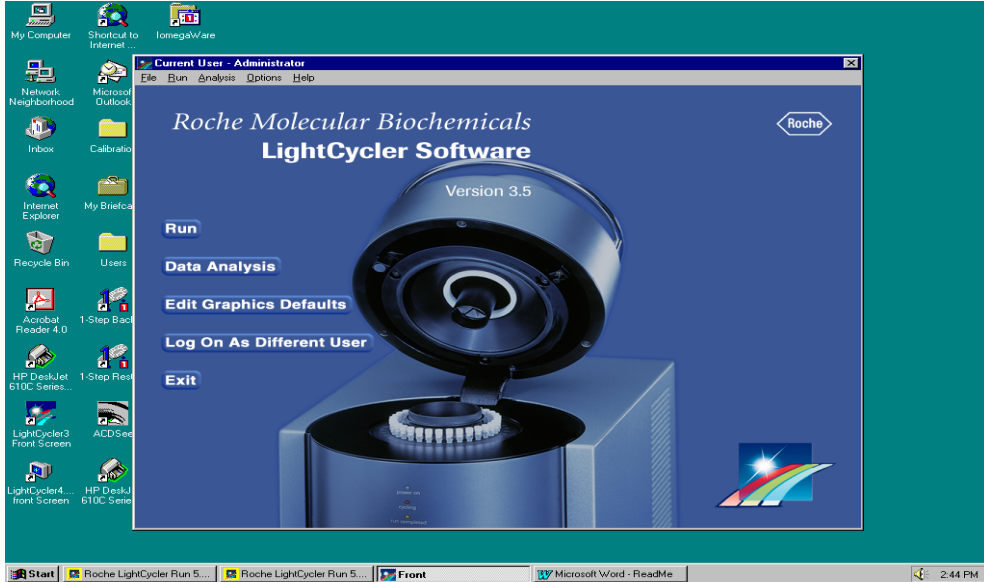 My Computer
Shortcut to
Internet ...
IomegaWare
Network
Neighborhood
Microsof
Outlook
Inbox
Calibratio
Internet
Explorer
My Briefca
Recycle Bin
Users
Acrobat
Reader 4.0
1-Step Back
HP DeskJet
610C Series...
1-Step Rest
LightCycler3
Front Screen
ACDSee
LightCycler4....
front Screen
HP DeskJ
610C Serie
Current User - Administrator
File Run Analysis Options Help
Roche Molecular Biochemicals
LightCycler Software
Roche
Version 3.5
Run
Data Analysis
Edit Graphics Defaults
Log On As Different User
Exit
power on
cycling
run completed
Start
Roche LightCycler Run 5....
Roche LightCycler Run 5....
Front
Microsoft Word - ReadMe
2:44 PM